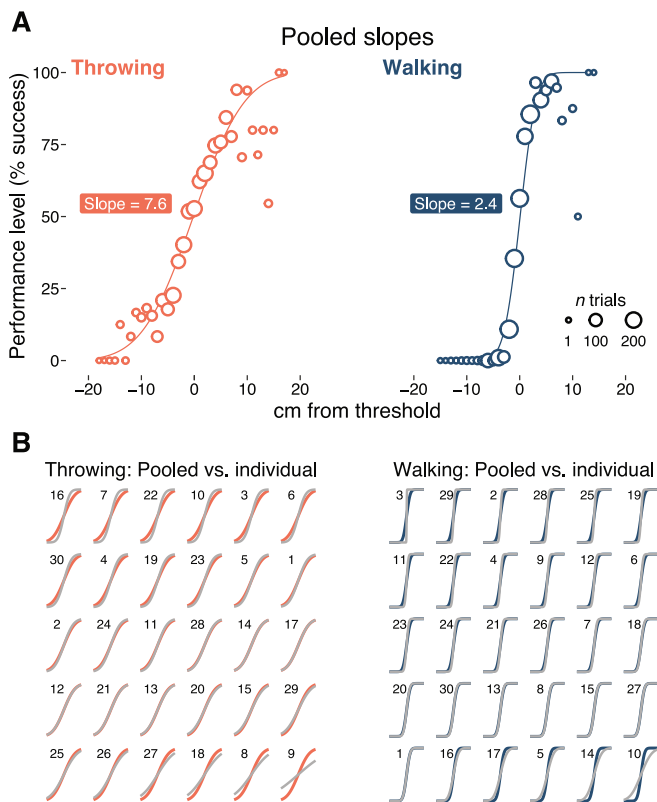 A
Pooled slopes
Throwing
Walking
Performance level (% success)
100
75
50
25
0
Slope = 7.6
Slope = 2.4
n trials
1 100 200
−20 −10 0 10 20
−20 −10 0 10 20
cm from threshold
B
Throwing: Pooled vs. individual
16 7 22 10 3 6
30 4 19 23 5 1
2 24 11 28 14 17
12 21 13 20 15 29
25 26 27 18 8 9
Walking: Pooled vs. individual
3 29 2 28 25 19
11 22 4 9 12 6
23 24 21 26 7 18
20 30 13 8 15 27
1 16 17 5 14 10